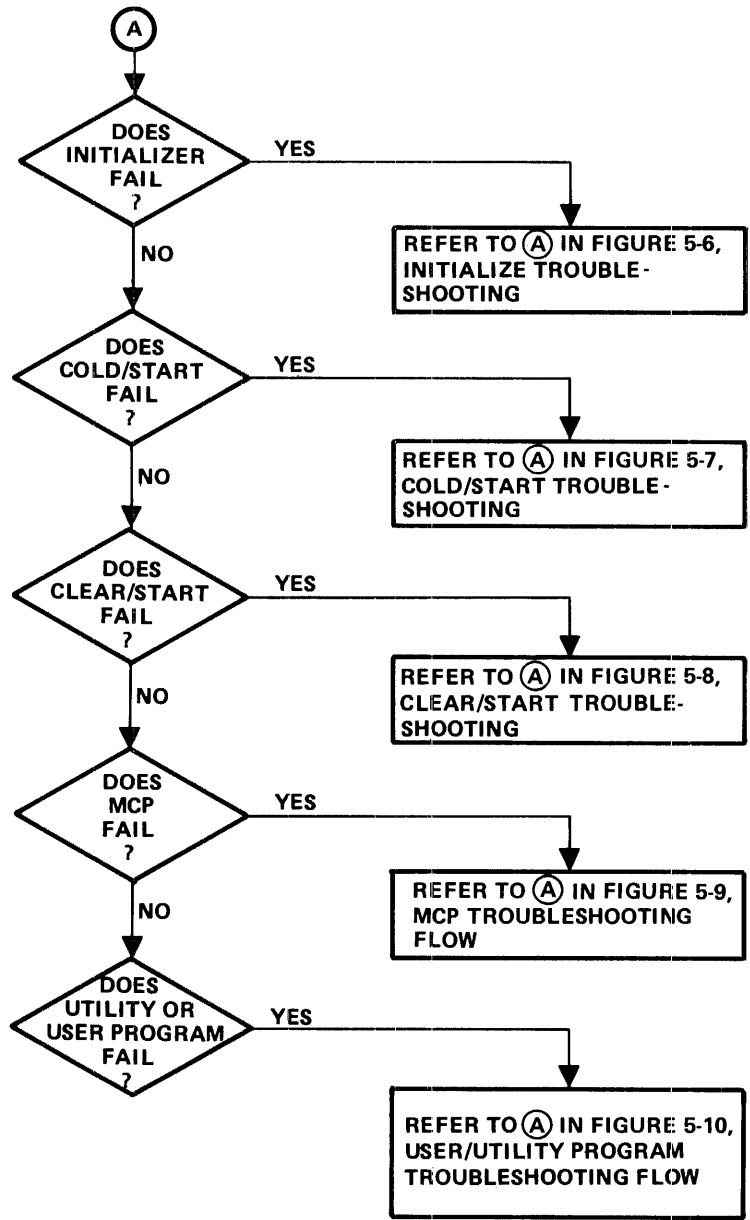 A
DOES
INITIALIZER
FAIL
?
YES
REFER TO A IN FIGURE 5-6,
INITIALIZE TROUBLE-
SHOOTING
NO
DOES
COLD/START
FAIL
?
YES
REFER TO A IN FIGURE 5-7,
COLD/START TROUBLE-
SHOOTING
NO
DOES
CLEAR/START
FAIL
?
YES
REFER TO A IN FIGURE 5-8,
CLEAR/START TROUBLE-
SHOOTING
NO
DOES
MCP
FAIL
?
YES
REFER TO A IN FIGURE 5-9,
MCP TROUBLESHOOTING
FLOW
NO
DOES
UTILITY OR
USER PROGRAM
FAIL
?
YES
REFER TO A IN FIGURE 5-10,
USER/UTILITY PROGRAM
TROUBLESHOOTING FLOW